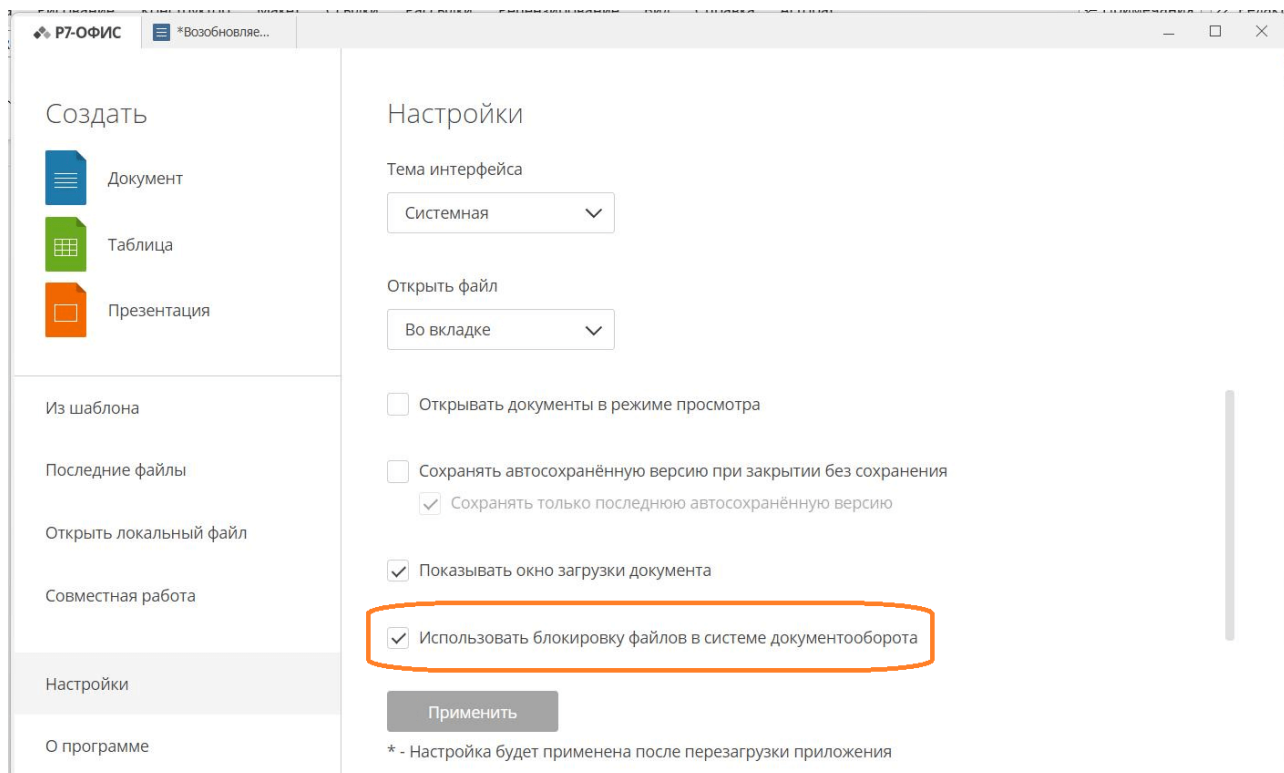 Р7-ОФИС
*Возобновляе...
Создать
Документ
Таблица
Презентация
Из шаблона
Последние файлы
Открыть локальный файл
Совместная работа
Настройки
О программе
Настройки
Тема интерфейса
Системная
Открыть файл
Во вкладке
Открывать документы в режиме просмотра
Сохранять автосохранённую версию при закрытии без сохранения
Сохранять только последнюю автосохранённую версию
Показывать окно загрузки документа
Использовать блокировку файлов в системе документооборота
Применить
* - Настройка будет применена после перезагрузки приложения